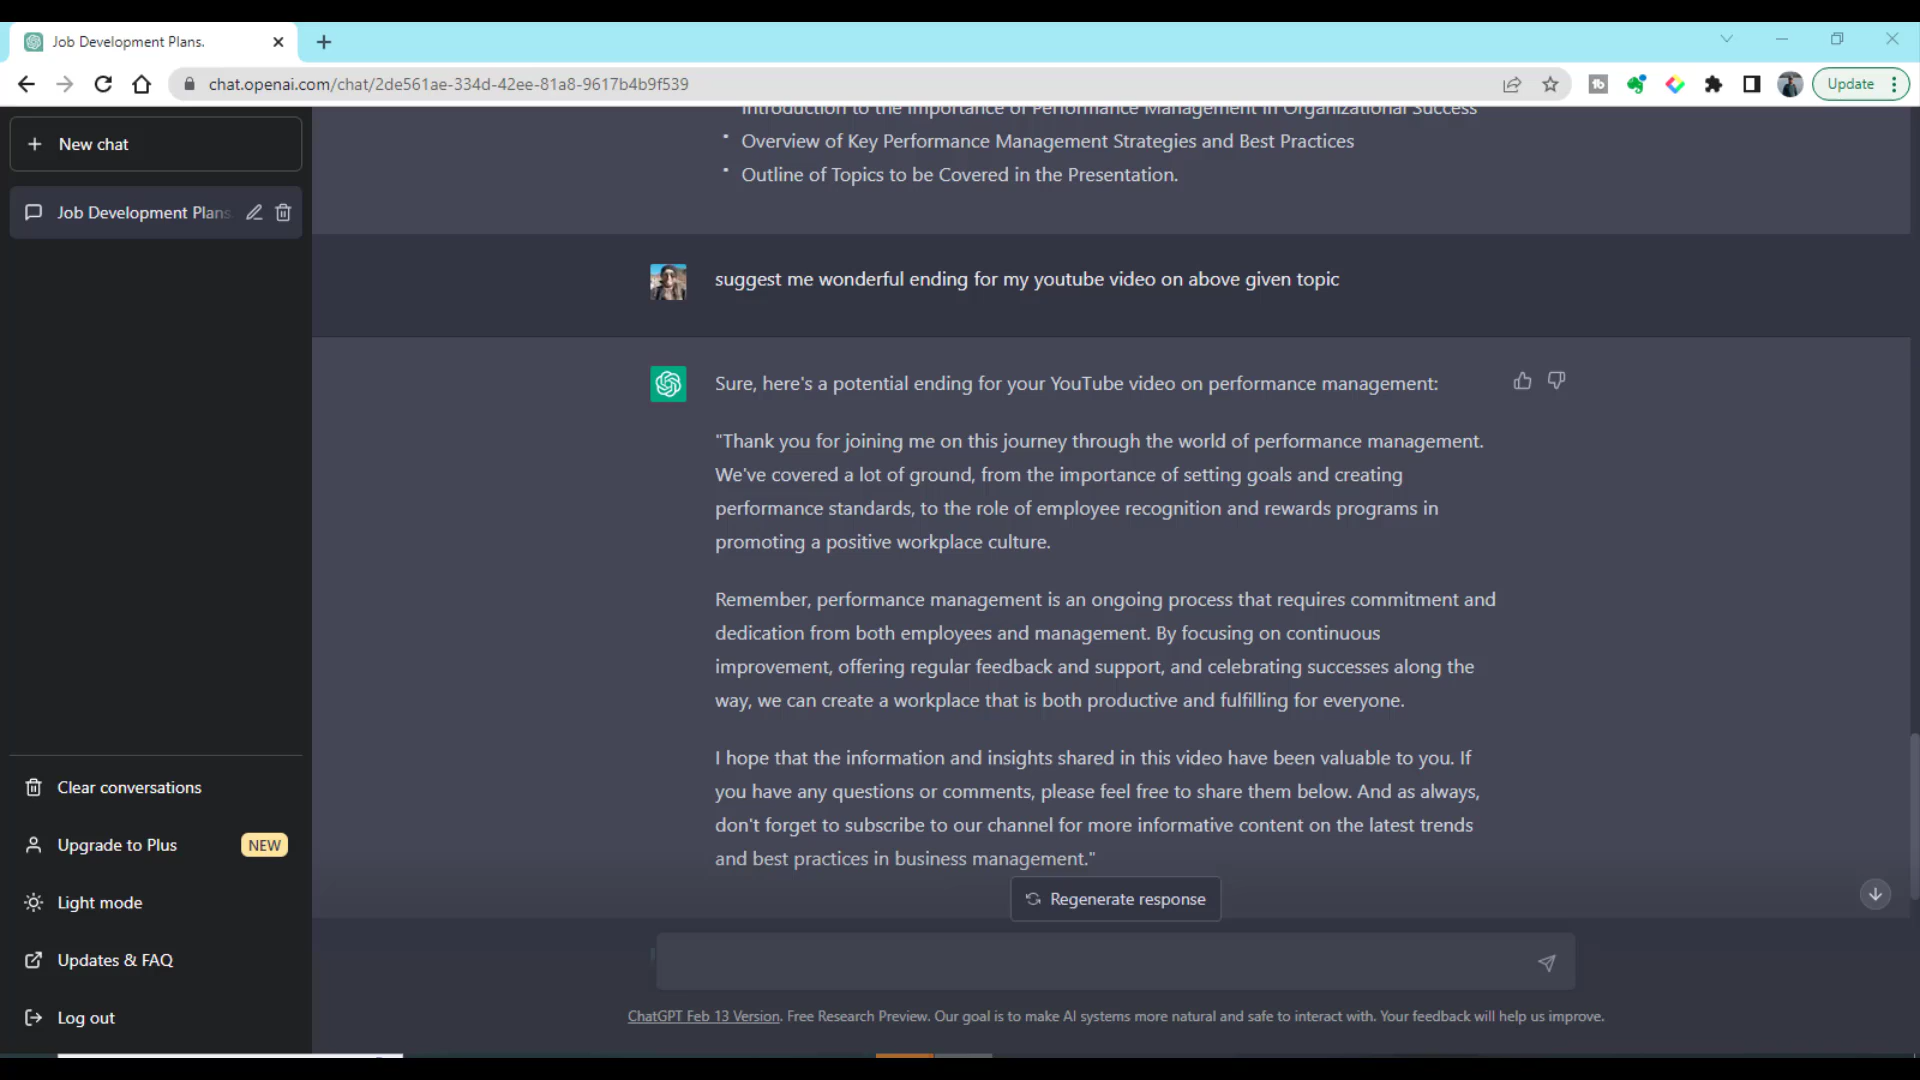 Job Development Plans.
chat.openai.com/chat/2de561ae-334d-42ee-81a8-9617b4b9f539
Update
New chat
Job Development Plans
Introduction to the Importance of Performance Management in Organizational Success
Overview of Key Performance Management Strategies and Best Practices
Outline of Topics to be Covered in the Presentation.
suggest me wonderful ending for my youtube video on above given topic
Sure, here's a potential ending for your YouTube video on performance management:
"Thank you for joining me on this journey through the world of performance management.
We've covered a lot of ground, from the importance of setting goals and creating
performance standards, to the role of employee recognition and rewards programs in
promoting a positive workplace culture.
Remember, performance management is an ongoing process that requires commitment and
dedication from both employees and management. By focusing on continuous
improvement, offering regular feedback and support, and celebrating successes along the
way, we can create a workplace that is both productive and fulfilling for everyone.
I hope that the information and insights shared in this video have been valuable to you. If
you have any questions or comments, please feel free to share them below. And as always,
don't forget to subscribe to our channel for more informative content on the latest trends
and best practices in business management."
Clear conversations
Upgrade to Plus NEW
Light mode
Updates & FAQ
Log out
Regenerate response
ChatGPT Feb 13 Version. Free Research Preview. Our goal is to make AI systems more natural and safe to interact with. Your feedback will help us improve.